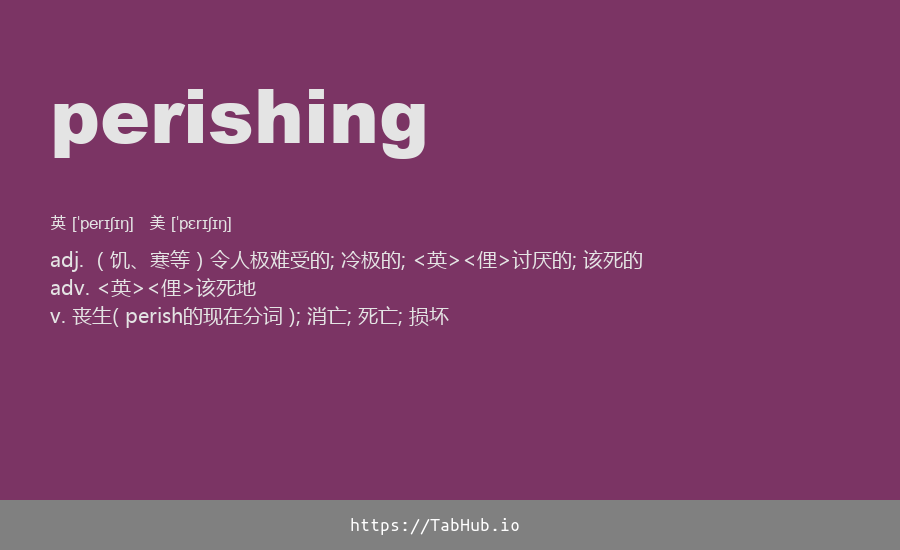 perishing
英 [ˈperɪʃɪŋ] 美 [ˈpɛrɪʃɪŋ]
adj. ( 饥、寒等 ) 令人极难受的; 冷极的; <英><俚>讨厌的; 该死的
adv. <英><俚>该死地
v. 丧生( perish的现在分词 ); 消亡; 死亡; 损坏
https://TabHub.io